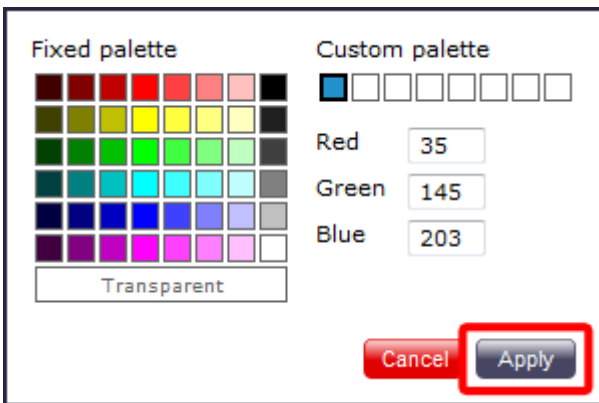 Fixed palette
Transparent
Custom palette
Red 35
Green 145
Blue 203
Cancel Apply